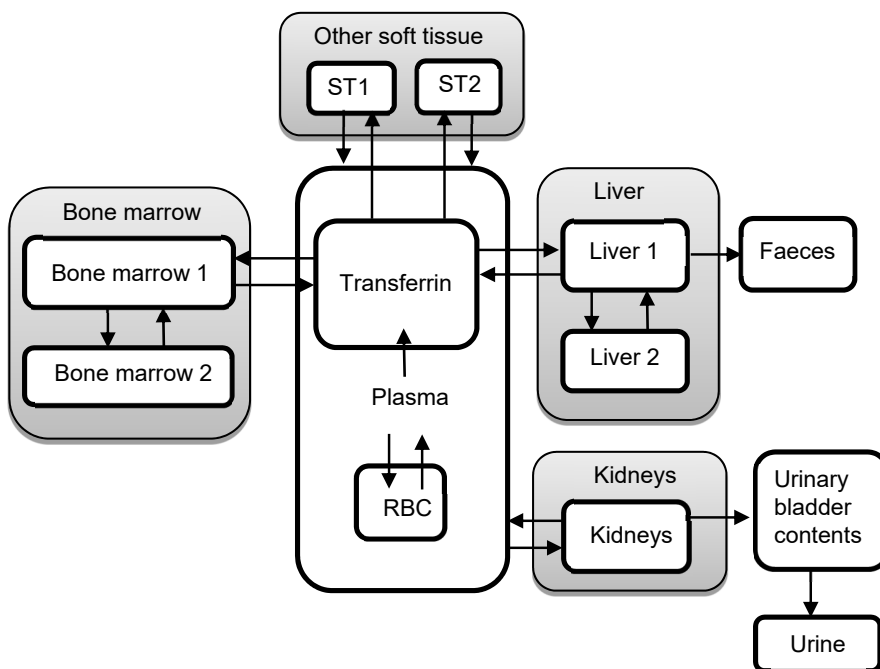 Other soft tissue
ST1
ST2
Bone marrow
Bone marrow 1
Bone marrow 2
Transferrin
Plasma
RBC
Liver
Liver 1
Liver 2
Faeces
Kidneys
Kidneys
Urinary
bladder
contents
Urine